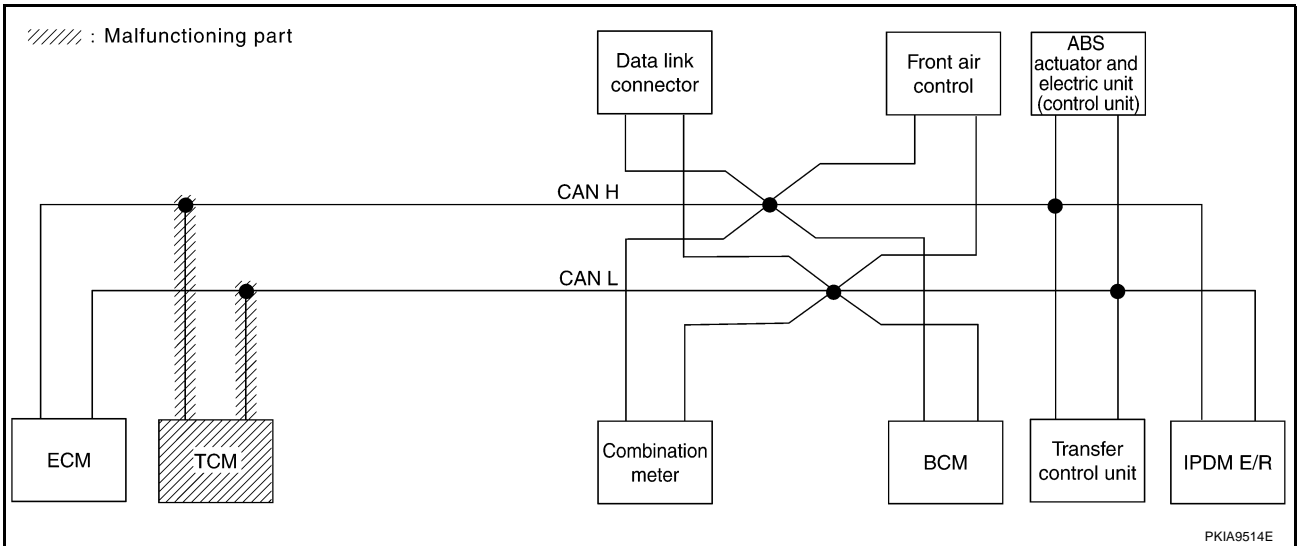 : Malfunctioning part
Data link
connector
Front air
control
ABS
actuator and
electric unit
(control unit)
CAN H
CAN L
ECM
TCM
Combination
meter
BCM
Transfer
control unit
IPDM E/R
PKIA9514E